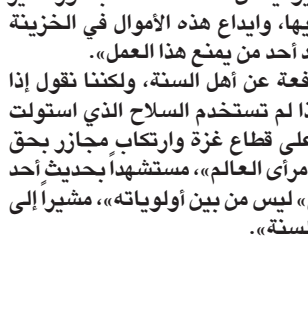 يها، وايداع هذه الأموال في الخزينة
د أحد من يمنع هذا العمل».
فعة عن أهل السنة، ولكننا نقول إذا
ذا لم تستخدم السلاح الذي استولت
على قطاع غزة وارتكاب مجازر بحق
مرأى العالم»، مستشهداً بحديث أحد
» ليس من بين أولوياته»، مشيراً إلى
لسنة».